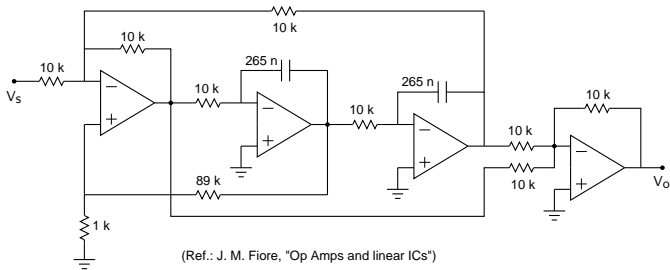 10 k
10 k
265 n
265 n
10 k
10 k
10 k
10 k
10 k
Vs
−
+
−
+
−
+
10 k
−
+
10 k
Vo
89 k
1 k
(Ref.: J. M. Fiore, "Op Amps and linear ICs")